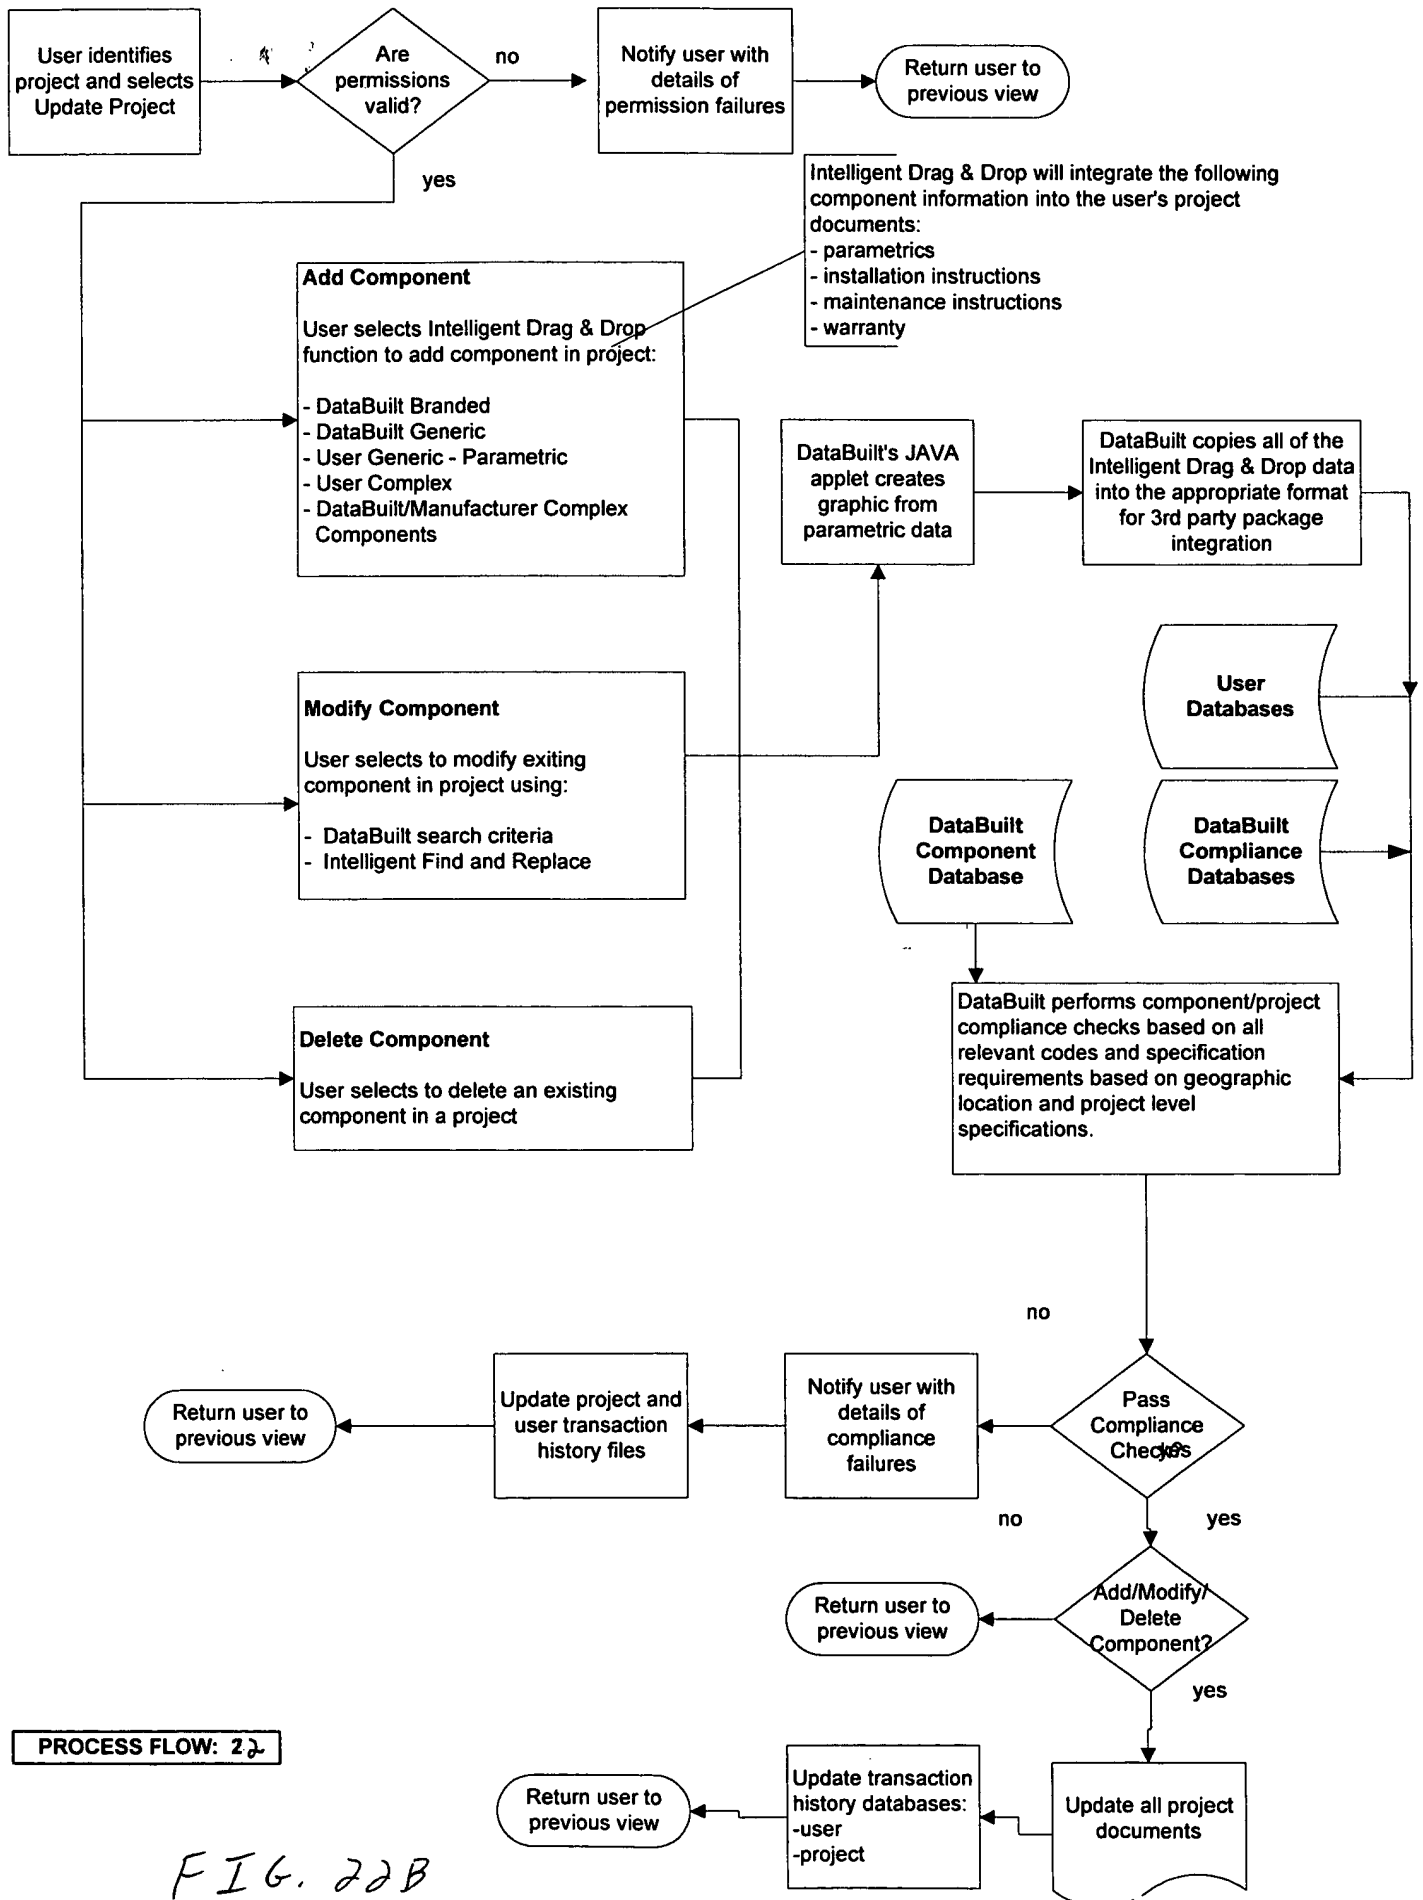 User identifies
project and selects
Update Project
Are
permissions
valid?
no
Notify user with
details of
permission failures
Return user to
previous view
yes
Intelligent Drag & Drop will integrate the following
component information into the user's project
documents:
- parametrics
- installation instructions
- maintenance instructions
- warranty
Add Component
User selects Intelligent Drag & Drop
function to add component in project:
- DataBuilt Branded
- DataBuilt Generic
- User Generic - Parametric
- User Complex
- DataBuilt/Manufacturer Complex
Components
DataBuilt's JAVA
applet creates
graphic from
parametric data
DataBuilt copies all of the
Intelligent Drag & Drop data
into the appropriate format
for 3rd party package
integration
User
Databases
Modify Component
User selects to modify exiting
component in project using:
- DataBuilt search criteria
- Intelligent Find and Replace
DataBuilt
Component
Database
DataBuilt
Compliance
Databases
Delete Component
User selects to delete an existing
component in a project
DataBuilt performs component/project
compliance checks based on all
relevant codes and specification
requirements based on geographic
location and project level
specifications.
no
Pass
Compliance
Checks?
yes
Notify user with
details of
compliance
failures
Update project and
user transaction
history files
Return user to
previous view
no
yes
Add/Modify/
Delete
Component?
Return user to
previous view
yes
Update all project
documents
Update transaction
history databases:
-user
-project
Return user to
previous view
PROCESS FLOW: 22
FIG. 22B